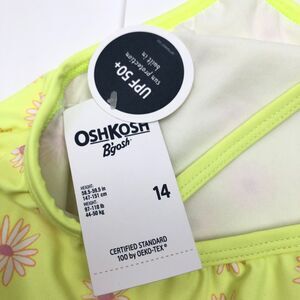 UPF 50+
sun protection
built in
OSHKOSH
B'gosh
14
HEIGHT:
58.5-59.5 in
147-151 cm
WEIGHT:
97-110 lb
44-50 kg
CERTIFIED STANDARD
100 by OEKO-TEX®